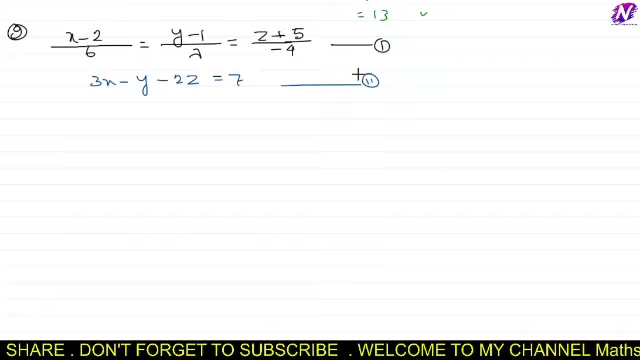 = 13
⑨ (x-2)/6 = (y-1)/λ = (z+5)/-4 —— Ⓘ
3x - y - 2z = 7 —— ⓘⓘ
N
SHARE . DON'T FORGET TO SUBSCRIBE . WELCOME TO MY CHANNEL Maths